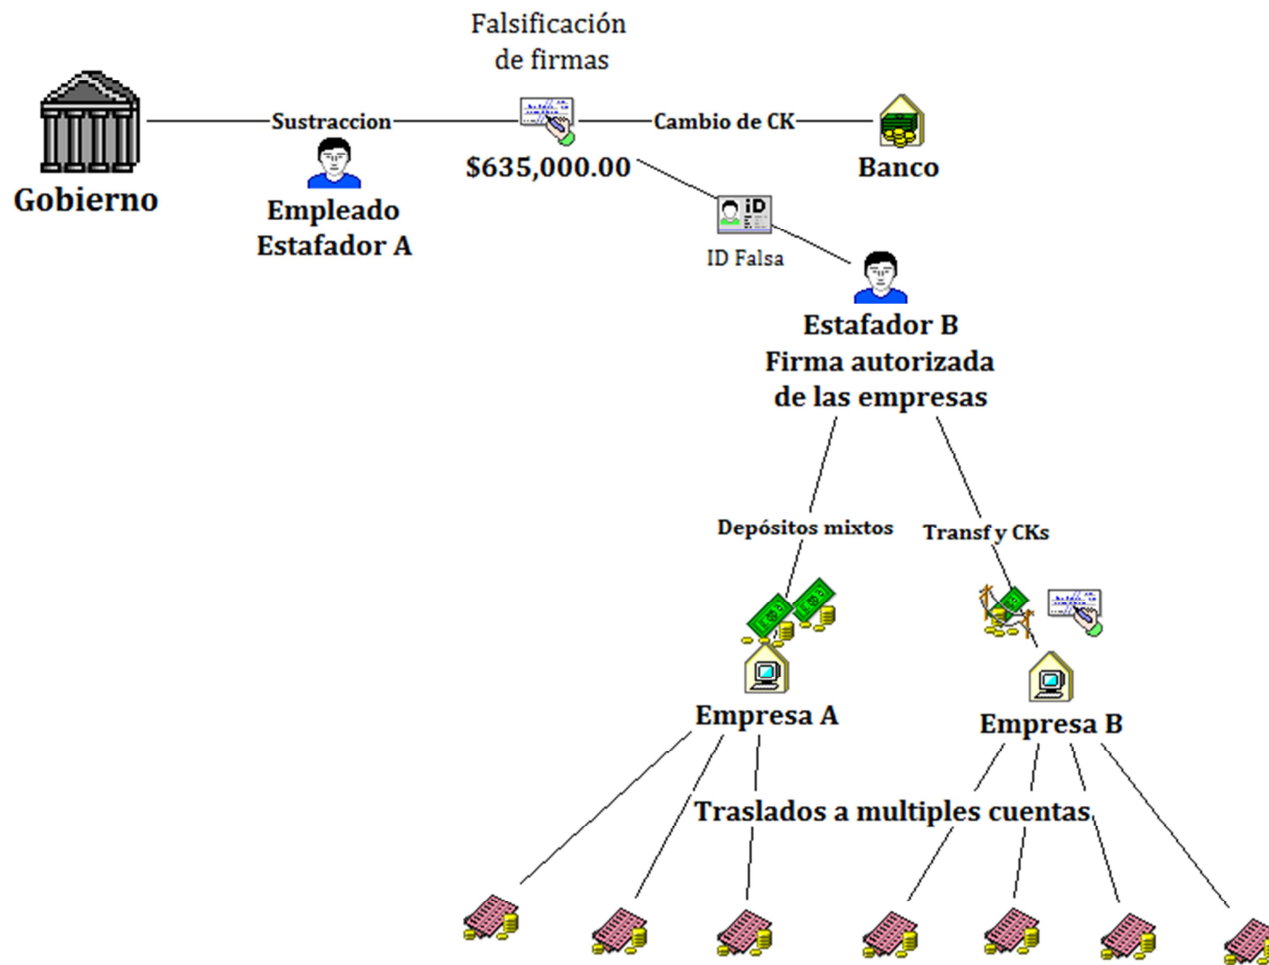 Falsificación
de firmas
Sustraccion
Cambio de CK
$635,000.00
Banco
Gobierno
Empleado
Estafador A
iD
ID Falsa
Estafador B
Firma autorizada
de las empresas
Depósitos mixtos
Transf y CKs
Empresa A
Empresa B
Traslados a multiples cuentas